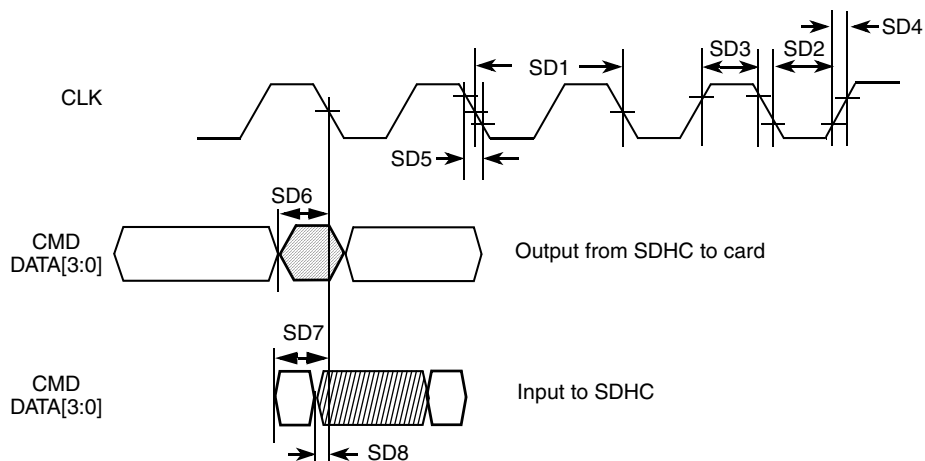 SD4
SD3
SD2
SD1
CLK
SD5
SD6
CMD
DATA[3:0]
Output from SDHC to card
SD7
CMD
DATA[3:0]
Input to SDHC
SD8